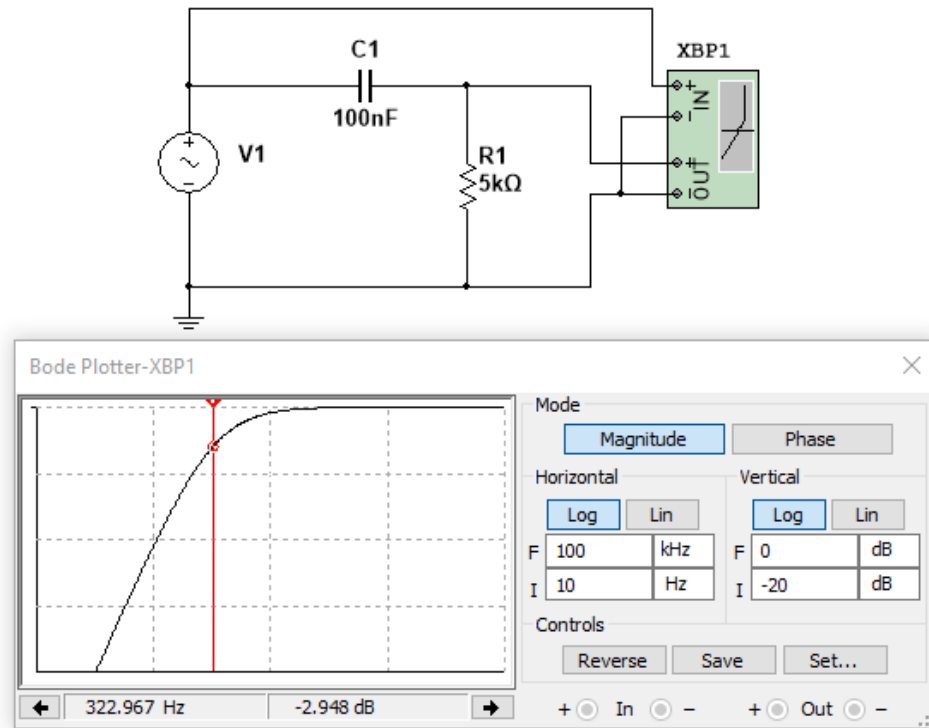 XBP1
C1
100nF
+
IN
−
V1
+
−
R1
5kΩ
+
OUT
−
Bode Plotter-XBP1
Mode
Magnitude Phase
Horizontal Vertical
Log Lin Log Lin
F 100 kHz F 0 dB
I 10 Hz I -20 dB
Controls
Reverse Save Set...
322.967 Hz -2.948 dB + In − + Out −